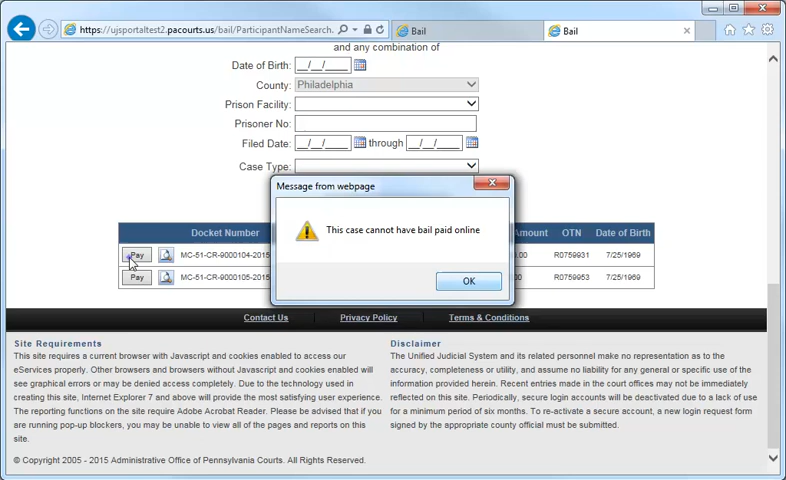 https://ujsportaltest2.pacourts.us/bail/ParticipantNameSearch.
Bail
Bail
and any combination of
Date of Birth: __/__/____
County: Philadelphia
Prison Facility:
Prisoner No:
Filed Date: __/__/____ through __/__/____
Case Type:
Message from webpage
This case cannot have bail paid online
OK
Docket Number Amount OTN Date of Birth
Pay MC-51-CR-9000104-2015 .00 R0759931 7/25/1969
Pay MC-51-CR-9000105-2015 R0759953 7/25/1969
Contact Us Privacy Policy Terms & Conditions
Site Requirements
This site requires a current browser with Javascript and cookies enabled to access our
eServices properly. Other browsers and browsers without Javascript and cookies enabled will
see graphical errors or may be denied access completely. Due to the technology used in
creating this site, Internet Explorer 7 and above will provide the most satisfying user experience.
The reporting functions on the site require Adobe Acrobat Reader. Please be advised that if you
are running pop-up blockers, you may be unable to view all of the pages and reports on this
site.
Disclaimer
The Unified Judicial System and its related personnel make no representation as to the
accuracy, completeness or utility, and assume no liability for any general or specific use of the
information provided herein. Recent entries made in the court offices may not be immediately
reflected on this site. Periodically, secure login accounts will be deactivated due to a lack of use
for a minimum period of six months. To re-activate a secure account, a new login request form
signed by the appropriate county official must be submitted.
© Copyright 2005 - 2015 Administrative Office of Pennsylvania Courts. All Rights Reserved.